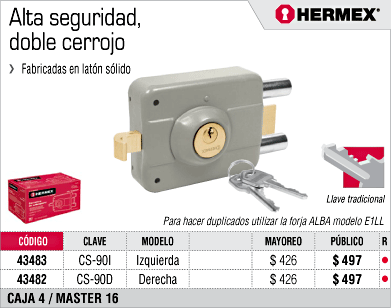 Alta seguridad,
doble cerrojo
HERMEX®
Fabricadas en latón sólido
HERMEX
Llave tradicional
Para hacer duplicados utilizar la forja ALBA modelo E1LL
CÓDIGO CLAVE MODELO MAYOREO PÚBLICO R
43483 CS-90I Izquierda $ 426 $ 497
43482 CS-90D Derecha $ 426 $ 497
CAJA 4 / MASTER 16